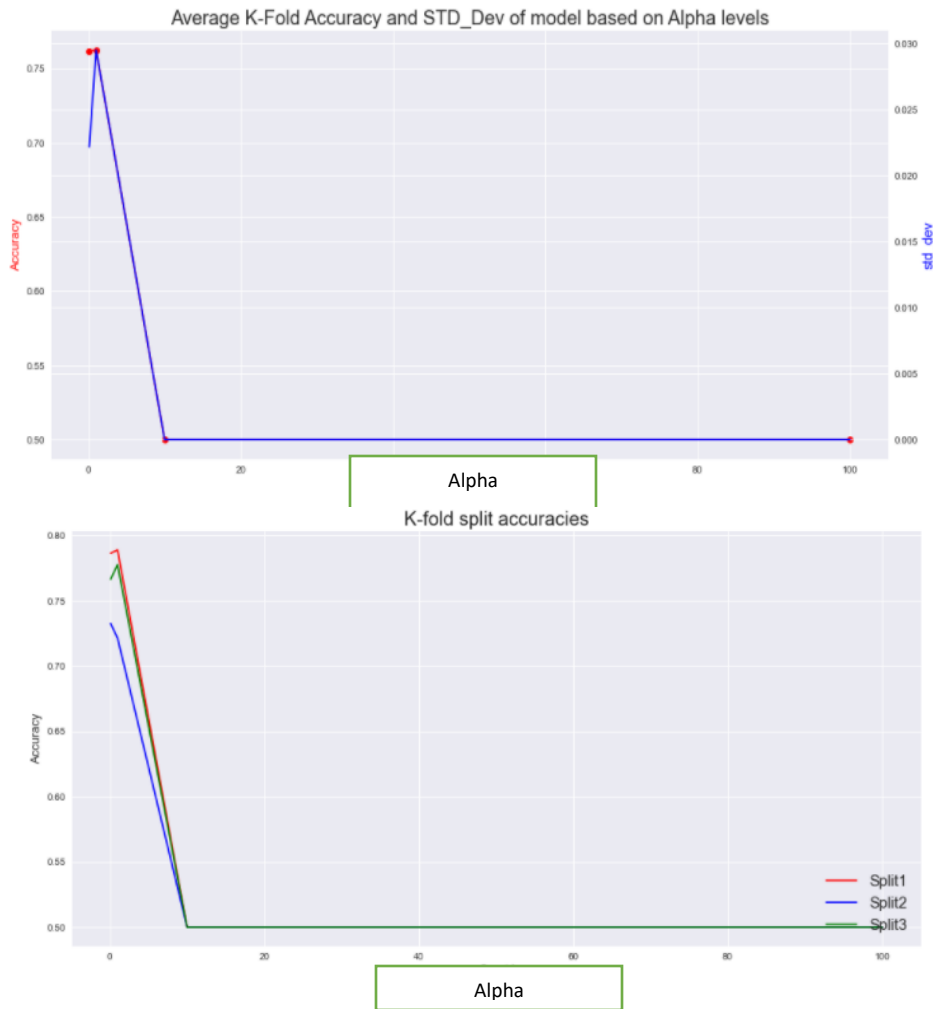 Average K-Fold Accuracy and STD_Dev of model based on Alpha levels
0.75
0.70
0.65
0.60
0.55
0.50
Accuracy
0.030
0.025
0.020
0.015
0.010
0.005
0.000
std_dev
0 20 80 100
Alpha
K-fold split accuracies
0.80
0.75
0.70
0.65
0.60
0.55
0.50
Accuracy
Split1
Split2
Split3
0 20 40 60 80 100
Alpha